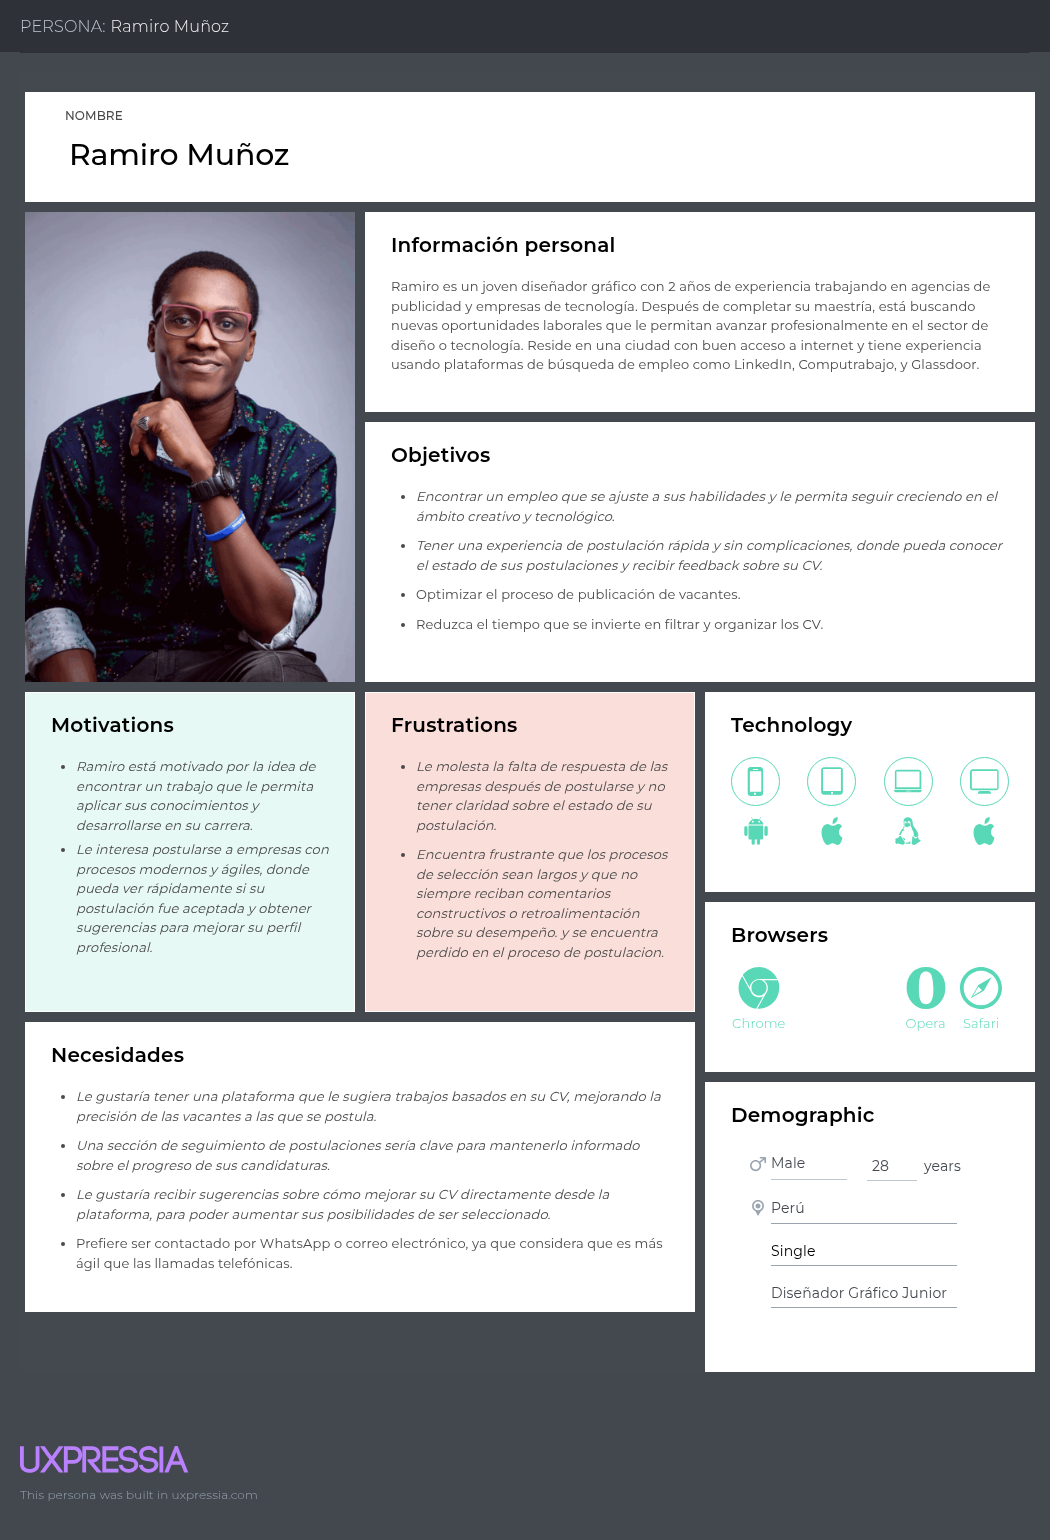 PERSONA: Ramiro Muñoz
NOMBRE
Ramiro Muñoz
Información personal
Ramiro es un joven diseñador gráfico con 2 años de experiencia trabajando en agencias de
publicidad y empresas de tecnología. Después de completar su maestría, está buscando
nuevas oportunidades laborales que le permitan avanzar profesionalmente en el sector de
diseño o tecnología. Reside en una ciudad con buen acceso a internet y tiene experiencia
usando plataformas de búsqueda de empleo como LinkedIn, Computrabajo, y Glassdoor.
Objetivos
• Encontrar un empleo que se ajuste a sus habilidades y le permita seguir creciendo en el
ámbito creativo y tecnológico.
• Tener una experiencia de postulación rápida y sin complicaciones, donde pueda conocer
el estado de sus postulaciones y recibir feedback sobre su CV.
• Optimizar el proceso de publicación de vacantes.
• Reduzca el tiempo que se invierte en filtrar y organizar los CV.
Motivations
• Ramiro está motivado por la idea de
encontrar un trabajo que le permita
aplicar sus conocimientos y
desarrollarse en su carrera.
• Le interesa postularse a empresas con
procesos modernos y ágiles, donde
pueda ver rápidamente si su
postulación fue aceptada y obtener
sugerencias para mejorar su perfil
profesional.
Frustrations
• Le molesta la falta de respuesta de las
empresas después de postularse y no
tener claridad sobre el estado de su
postulación.
• Encuentra frustrante que los procesos
de selección sean largos y que no
siempre reciban comentarios
constructivos o retroalimentación
sobre su desempeño. y se encuentra
perdido en el proceso de postulacion.
Technology
Browsers
Chrome
Opera
Safari
Necesidades
• Le gustaría tener una plataforma que le sugiera trabajos basados en su CV, mejorando la
precisión de las vacantes a las que se postula.
• Una sección de seguimiento de postulaciones sería clave para mantenerlo informado
sobre el progreso de sus candidaturas.
• Le gustaría recibir sugerencias sobre cómo mejorar su CV directamente desde la
plataforma, para poder aumentar sus posibilidades de ser seleccionado.
• Prefiere ser contactado por WhatsApp o correo electrónico, ya que considera que es más
ágil que las llamadas telefónicas.
Demographic
Male 28 years
Perú
Single
Diseñador Gráfico Junior
UXPRESSIA
This persona was built in uxpressia.com